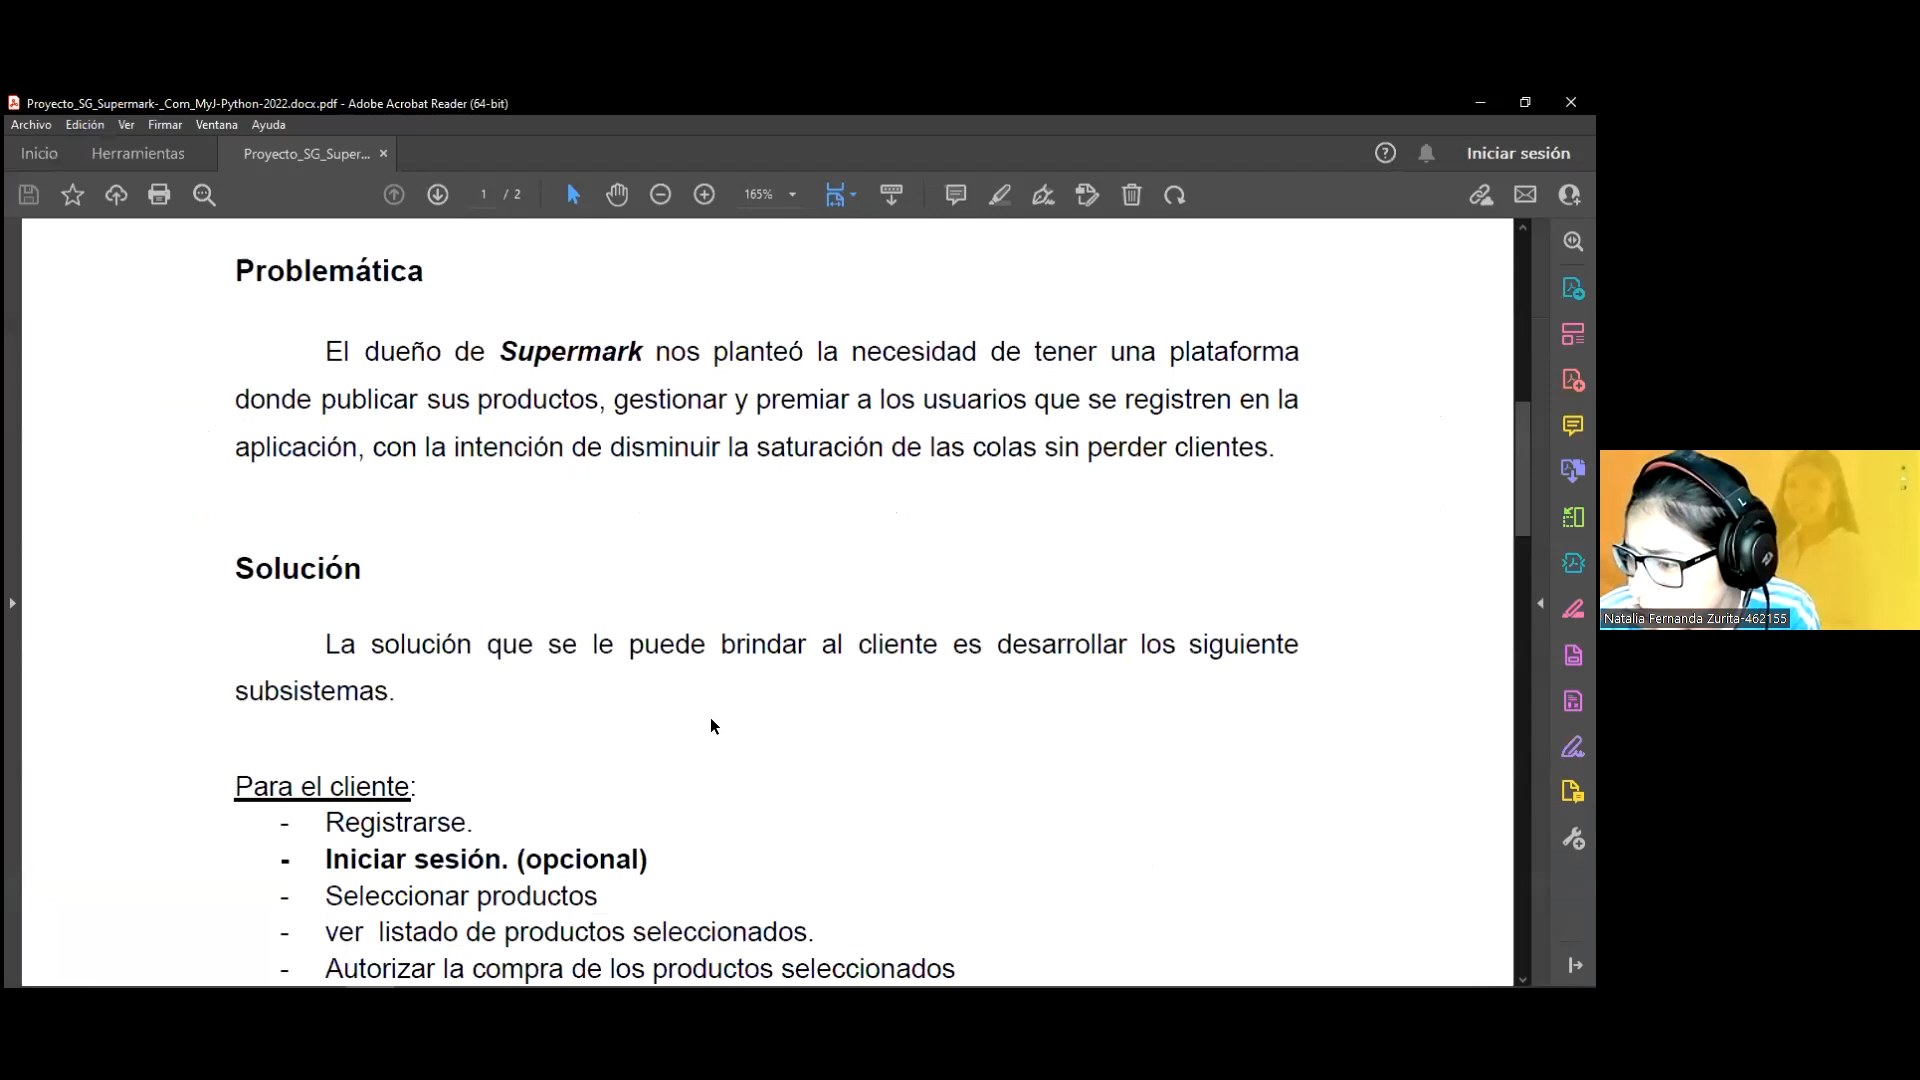 Proyecto_SG_Supermark-_Com_MyJ-Python-2022.docx.pdf - Adobe Acrobat Reader (64-bit)
Archivo Edición Ver Firmar Ventana Ayuda
Inicio Herramientas Proyecto_SG_Super... Iniciar sesión
1 / 2 165%
Problemática
El dueño de Supermark nos planteó la necesidad de tener una plataforma
donde publicar sus productos, gestionar y premiar a los usuarios que se registren en la
aplicación, con la intención de disminuir la saturación de las colas sin perder clientes.
Solución
La solución que se le puede brindar al cliente es desarrollar los siguiente
subsistemas.
Para el cliente:
- Registrarse.
- Iniciar sesión. (opcional)
- Seleccionar productos
- ver listado de productos seleccionados.
- Autorizar la compra de los productos seleccionados
Natalia Fernanda Zurita-462155